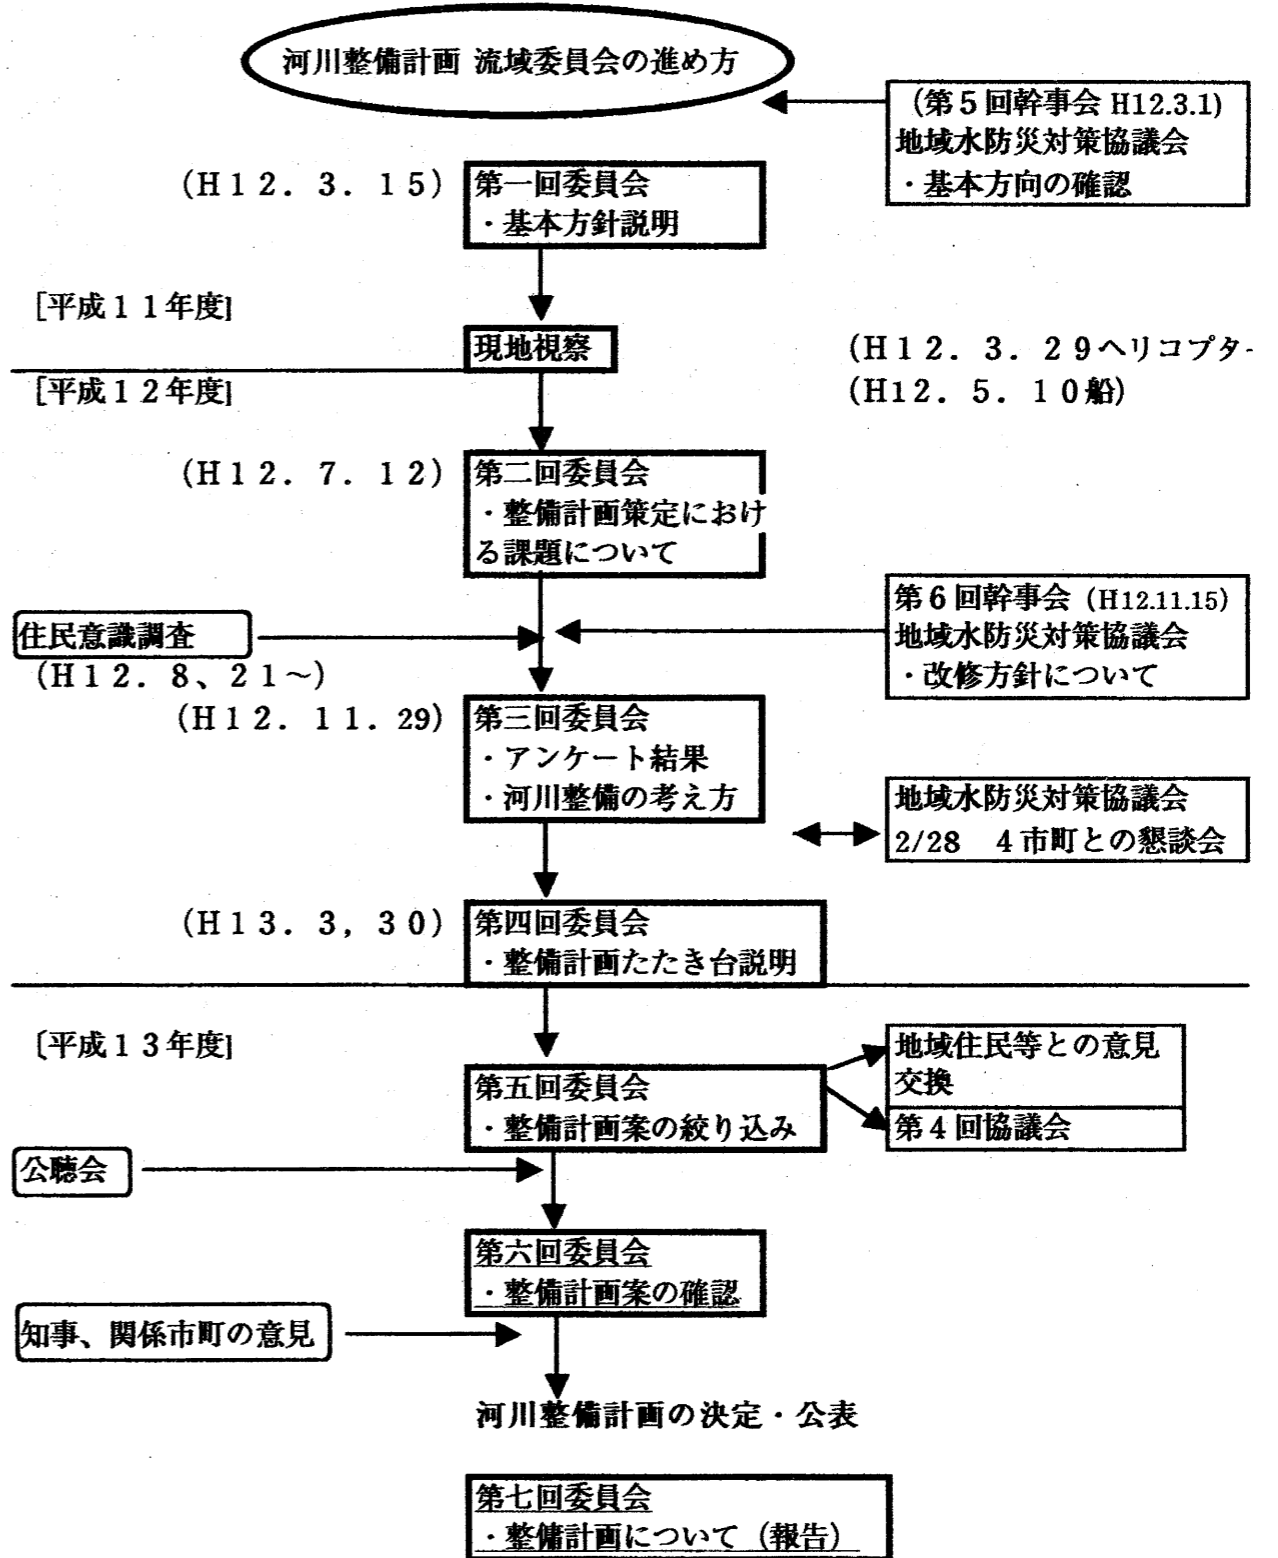 河川整備計画 流域委員会の進め方
(第５回幹事会 H12.3.1)
地域水防災対策協議会
・基本方向の確認
(Ｈ１２．３．１５)
第一回委員会
・基本方針説明
[平成１１年度]
現地視察
(Ｈ１２．３．２９ヘリコプター
[平成１２年度]
(H12．５．１０船)
(Ｈ１２．７．１２)
第二回委員会
・整備計画策定におけ
る課題について
第６回幹事会 (H12.11.15)
地域水防災対策協議会
・改修方針について
住民意識調査
(Ｈ１２．８、２１～)
(Ｈ１２．１１．29)
第三回委員会
・アンケート結果
・河川整備の考え方
地域水防災対策協議会
2/28　４市町との懇談会
(Ｈ１３．３，３０)
第四回委員会
・整備計画たたき台説明
[平成１３年度]
地域住民等との意見
交換
第４回協議会
第五回委員会
・整備計画案の絞り込み
公聴会
第六回委員会
・整備計画案の確認
知事、関係市町の意見
河川整備計画の決定・公表
第七回委員会
・整備計画について（報告）